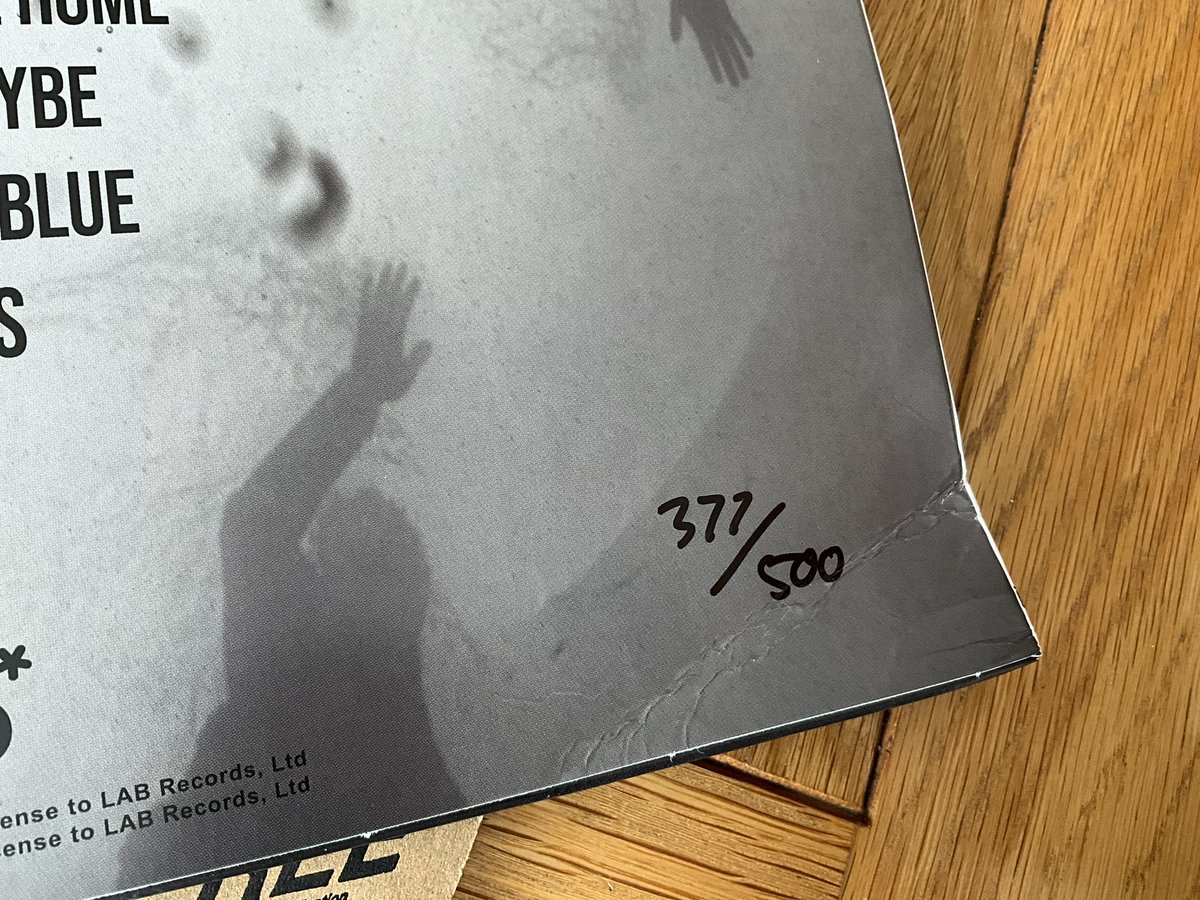 HOME
YBE
BLUE
S
377/500
*
ense to LAB Records, Ltd
ense to LAB Records, Ltd